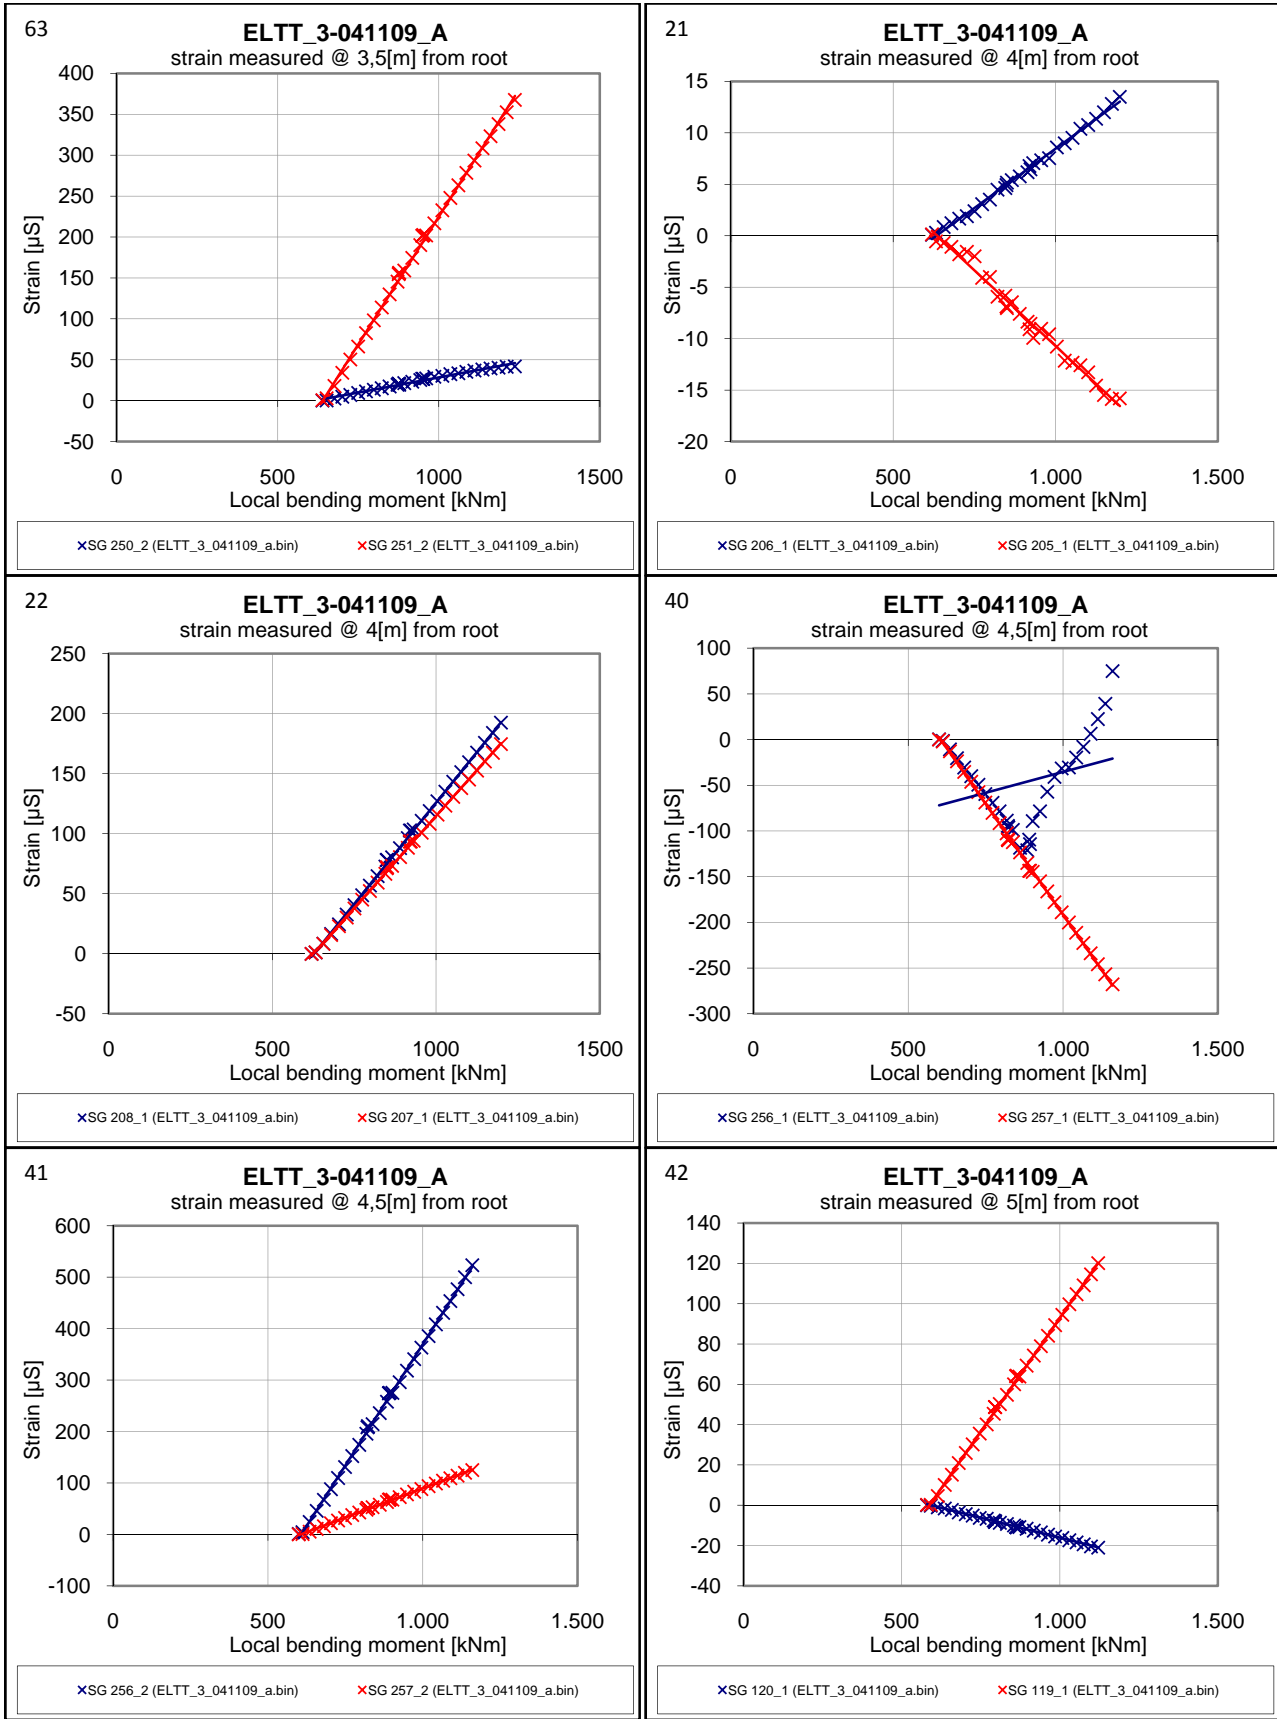 63
ELTT_3-041109_A
strain measured @ 3,5[m] from root
400
350
300
250
200
150
100
50
0
-50
Strain [µS]
0 500 1000 1500
Local bending moment [kNm]
SG 250_2 (ELTT_3_041109_a.bin) SG 251_2 (ELTT_3_041109_a.bin)
21
ELTT_3-041109_A
strain measured @ 4[m] from root
15
10
5
0
-5
-10
-15
-20
Strain [µS]
0 500 1.000 1.500
Local bending moment [kNm]
SG 206_1 (ELTT_3_041109_a.bin) SG 205_1 (ELTT_3_041109_a.bin)
22
ELTT_3-041109_A
strain measured @ 4[m] from root
250
200
150
100
50
0
-50
Strain [µS]
0 500 1000 1500
Local bending moment [kNm]
SG 208_1 (ELTT_3_041109_a.bin) SG 207_1 (ELTT_3_041109_a.bin)
40
ELTT_3-041109_A
strain measured @ 4,5[m] from root
100
50
0
-50
-100
-150
-200
-250
-300
Strain [µS]
0 500 1.000 1.500
Local bending moment [kNm]
SG 256_1 (ELTT_3_041109_a.bin) SG 257_1 (ELTT_3_041109_a.bin)
41
ELTT_3-041109_A
strain measured @ 4,5[m] from root
600
500
400
300
200
100
0
-100
Strain [µS]
0 500 1.000 1.500
Local bending moment [kNm]
SG 256_2 (ELTT_3_041109_a.bin) SG 257_2 (ELTT_3_041109_a.bin)
42
ELTT_3-041109_A
strain measured @ 5[m] from root
140
120
100
80
60
40
20
0
-20
-40
Strain [µS]
0 500 1.000 1.500
Local bending moment [kNm]
SG 120_1 (ELTT_3_041109_a.bin) SG 119_1 (ELTT_3_041109_a.bin)